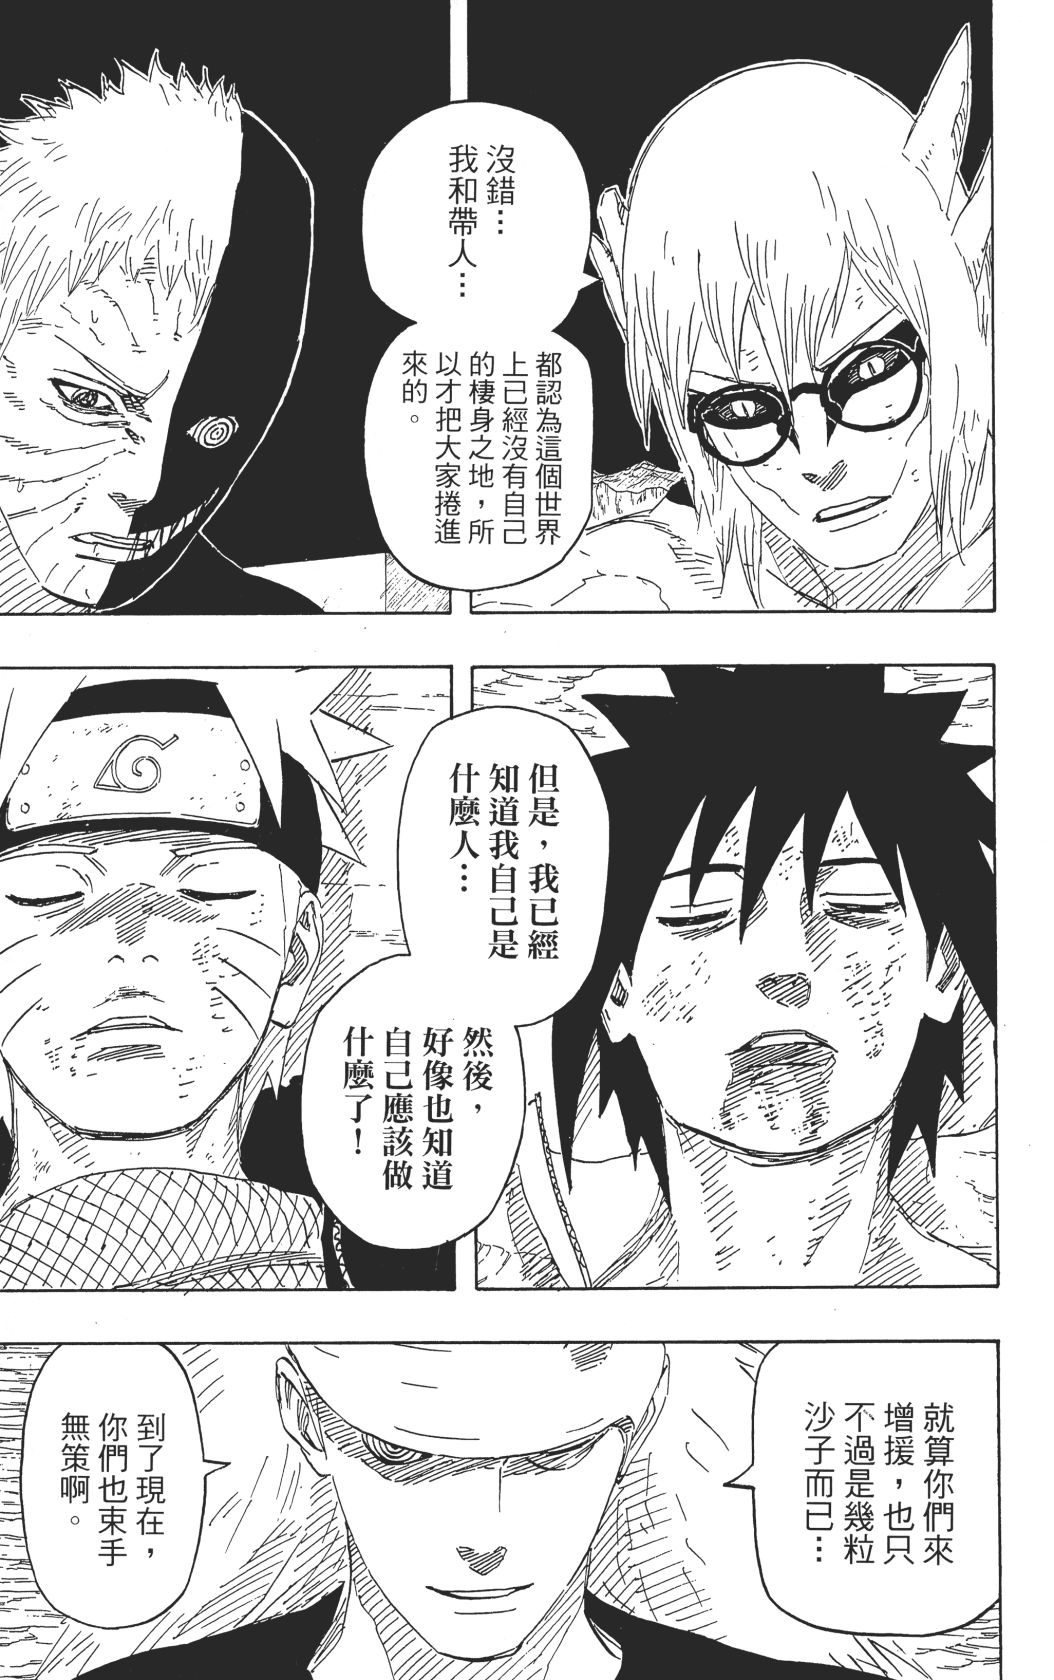 沒錯…
我和帶人…
都認為這個世界
上已經沒有自己
的棲身之地，所
以才把大家捲進
來的。
但是，我已經
知道我自己是
什麼人…
然後，
好像也知道
自己應該做
什麼了！
就算你們來
增援，也只
不過是幾粒
沙子而已…
到了現在，
你們也束手
無策啊。